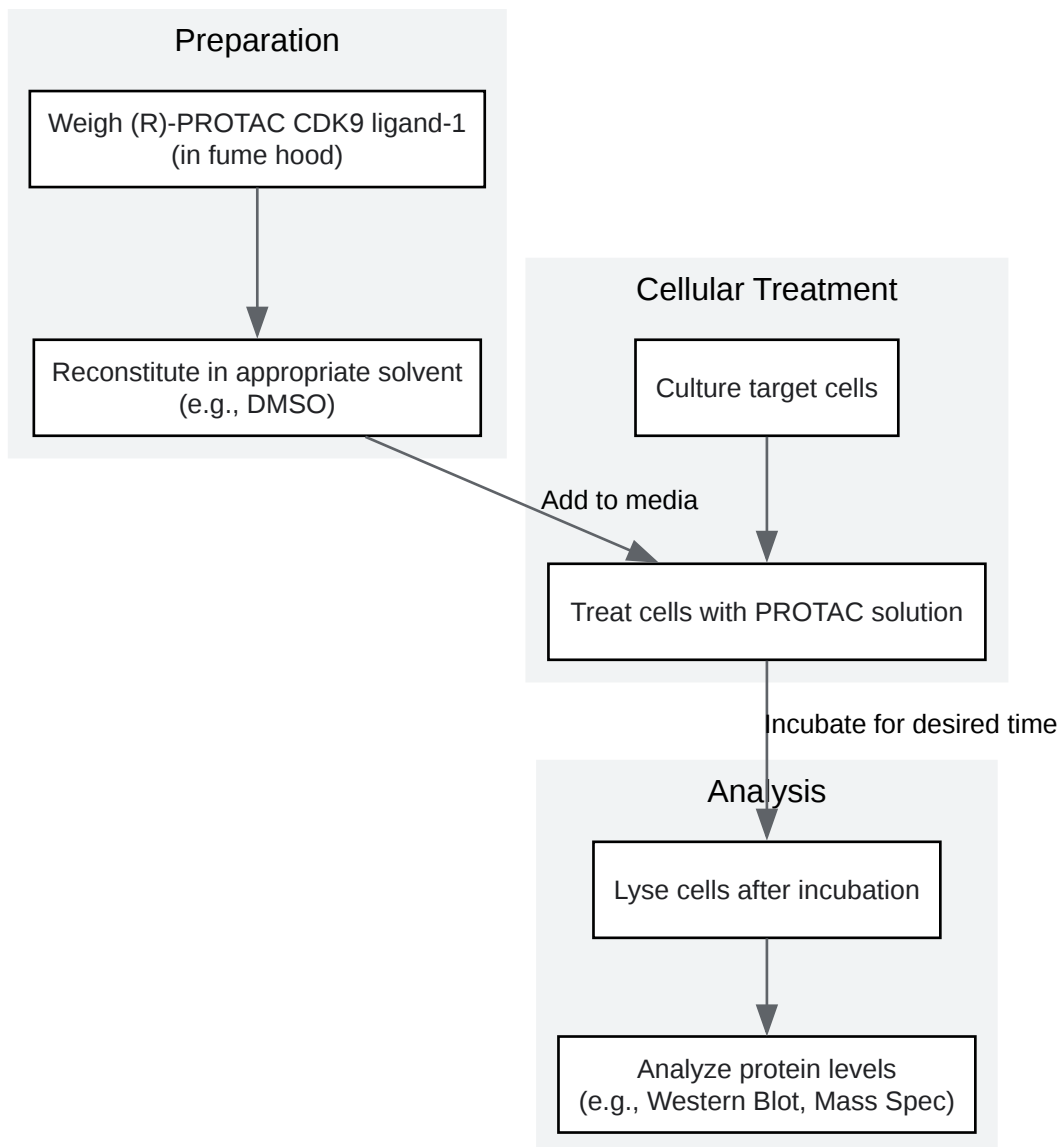 Preparation
Weigh (R)-PROTAC CDK9 ligand-1
(in fume hood)
Reconstitute in appropriate solvent
(e.g., DMSO)
Add to media
Cellular Treatment
Culture target cells
Treat cells with PROTAC solution
Incubate for desired time
Analysis
Lyse cells after incubation
Analyze protein levels
(e.g., Western Blot, Mass Spec)